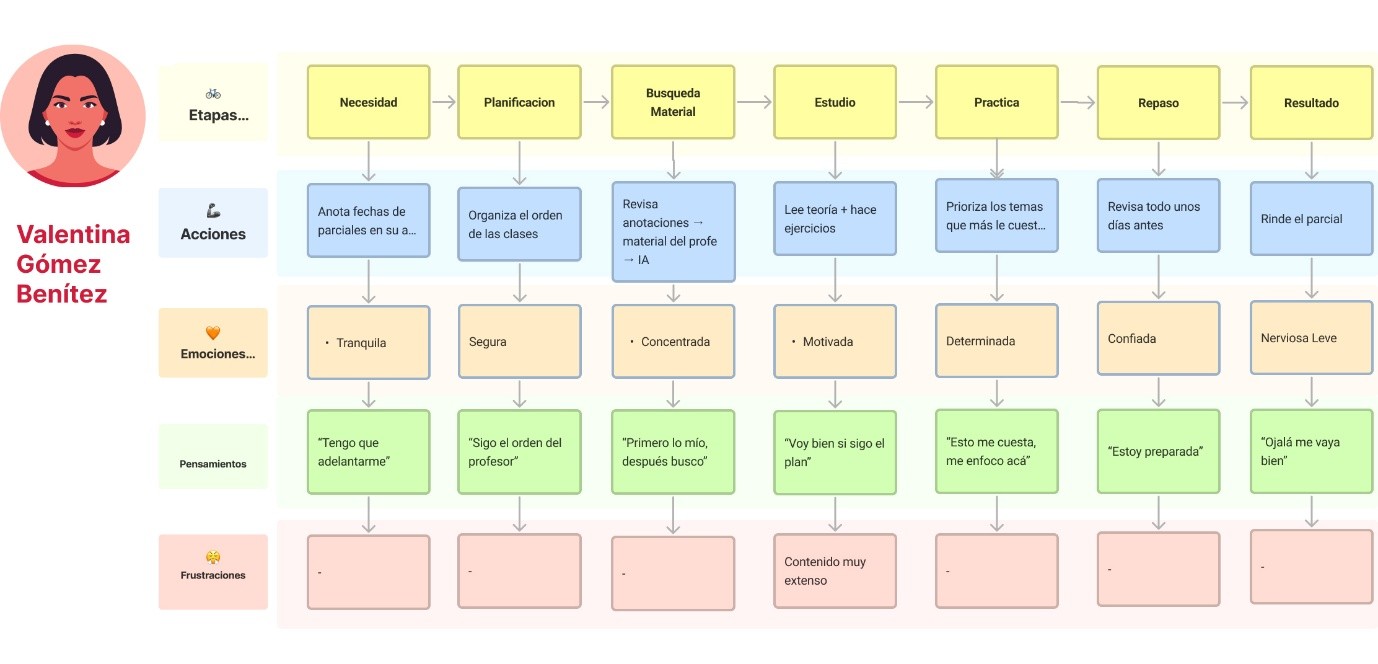 Valentina
Gómez
Benítez
Etapas...
Necesidad
Planificacion
Busqueda
Material
Estudio
Practica
Repaso
Resultado
Acciones
Anota fechas de
parciales en su a...
Organiza el orden
de las clases
Revisa
anotaciones →
material del profe
→ IA
Lee teoría + hace
ejercicios
Prioriza los temas
que más le cuest...
Revisa todo unos
días antes
Rinde el parcial
Emociones...
• Tranquila
Segura
• Concentrada
• Motivada
Determinada
Confiada
Nerviosa Leve
Pensamientos
“Tengo que
adelantarme”
“Sigo el orden del
profesor”
“Primero lo mío,
después busco”
“Voy bien si sigo el
plan”
“Esto me cuesta,
me enfoco acá”
“Estoy preparada”
“Ojalá me vaya
bien”
Frustraciones
-
-
-
Contenido muy
extenso
-
-
-